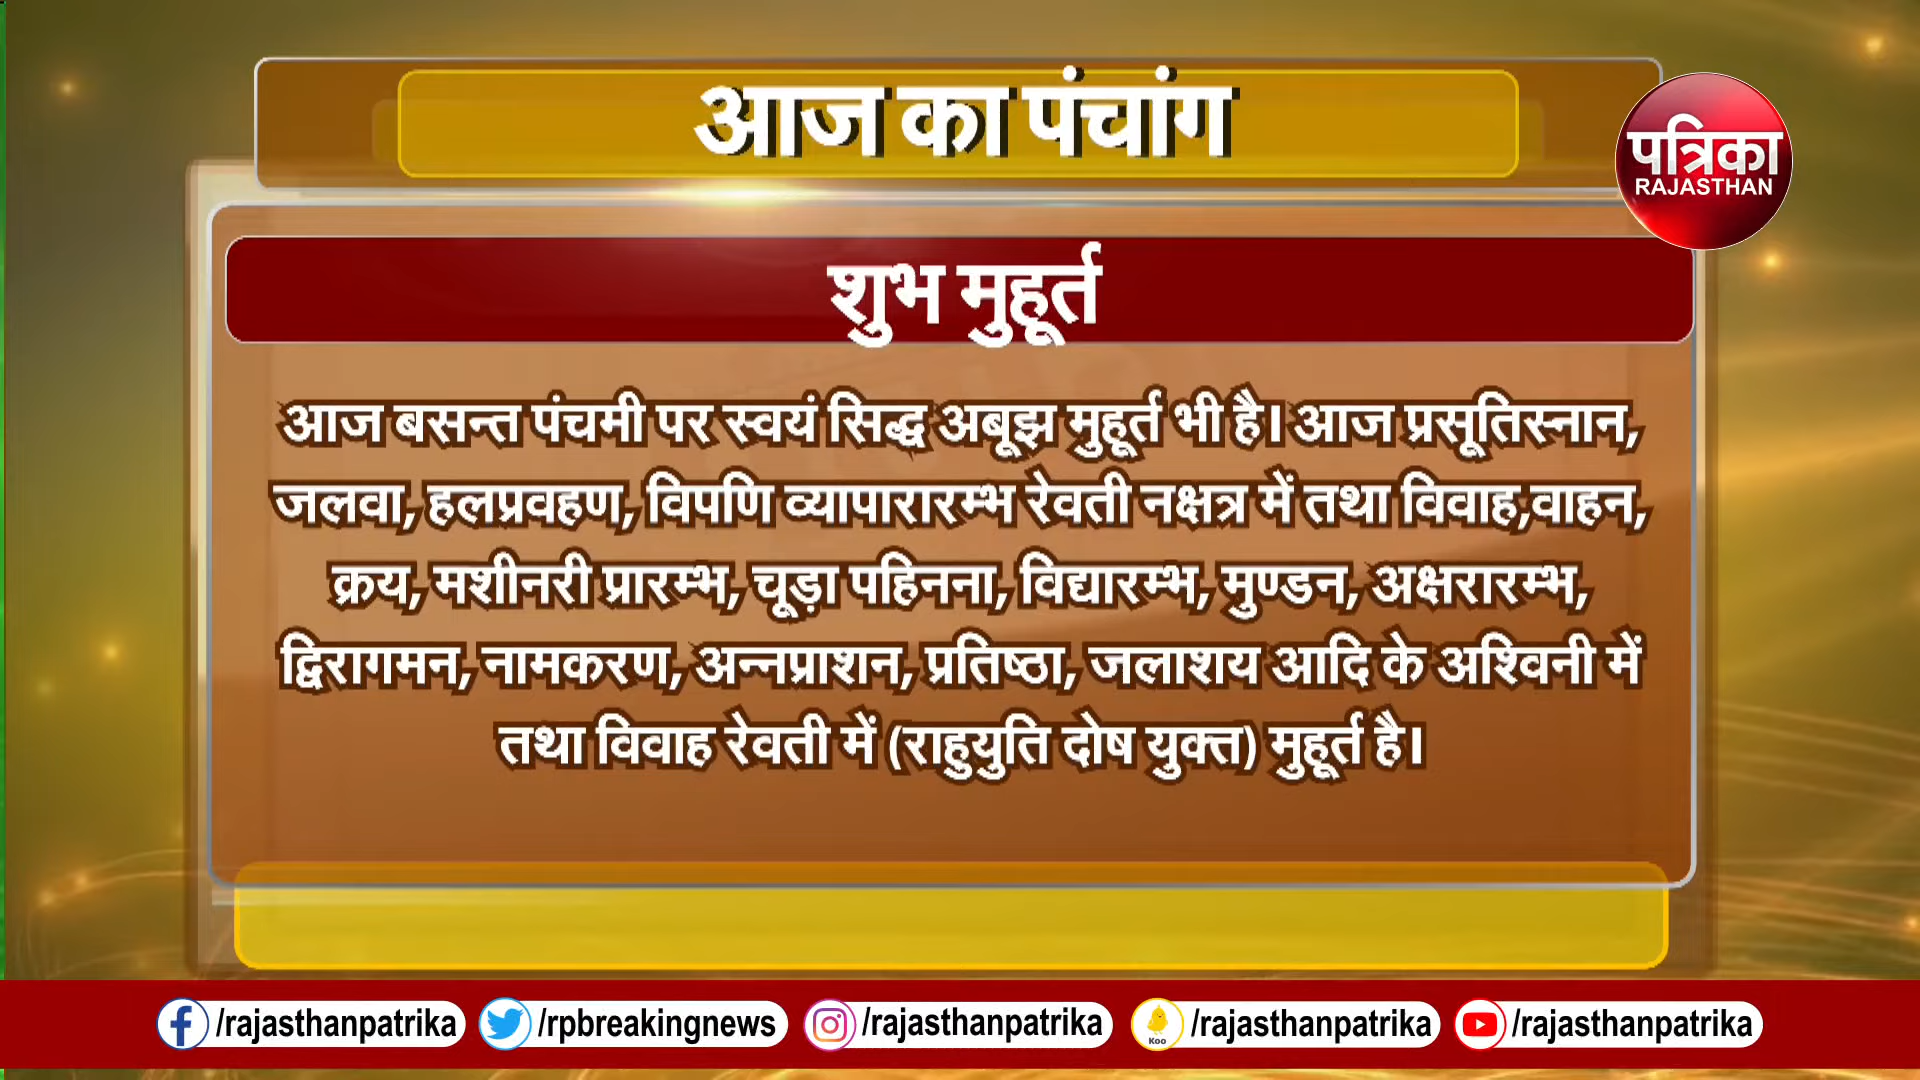 आज का पंचांग
पत्रिका
RAJASTHAN
शुभ मुहूर्त
आज बसन्त पंचमी पर स्वयं सिद्ध अबूझ मुहूर्त भी है। आज प्रसूतिस्नान,
जलवा, हलप्रवहण, विपणि व्यापारारम्भ रेवती नक्षत्र में तथा विवाह,वाहन,
क्रय, मशीनरी प्रारम्भ, चूड़ा पहिनना, विद्यारम्भ, मुण्डन, अक्षरारम्भ,
द्विरागमन, नामकरण, अन्नप्राशन, प्रतिष्ठा, जलाशय आदि के अश्विनी में
तथा विवाह रेवती में (राहुयुति दोष युक्त) मुहूर्त है।
/rajasthanpatrika /rpbreakingnews /rajasthanpatrika Koo /rajasthanpatrika /rajasthanpatrika